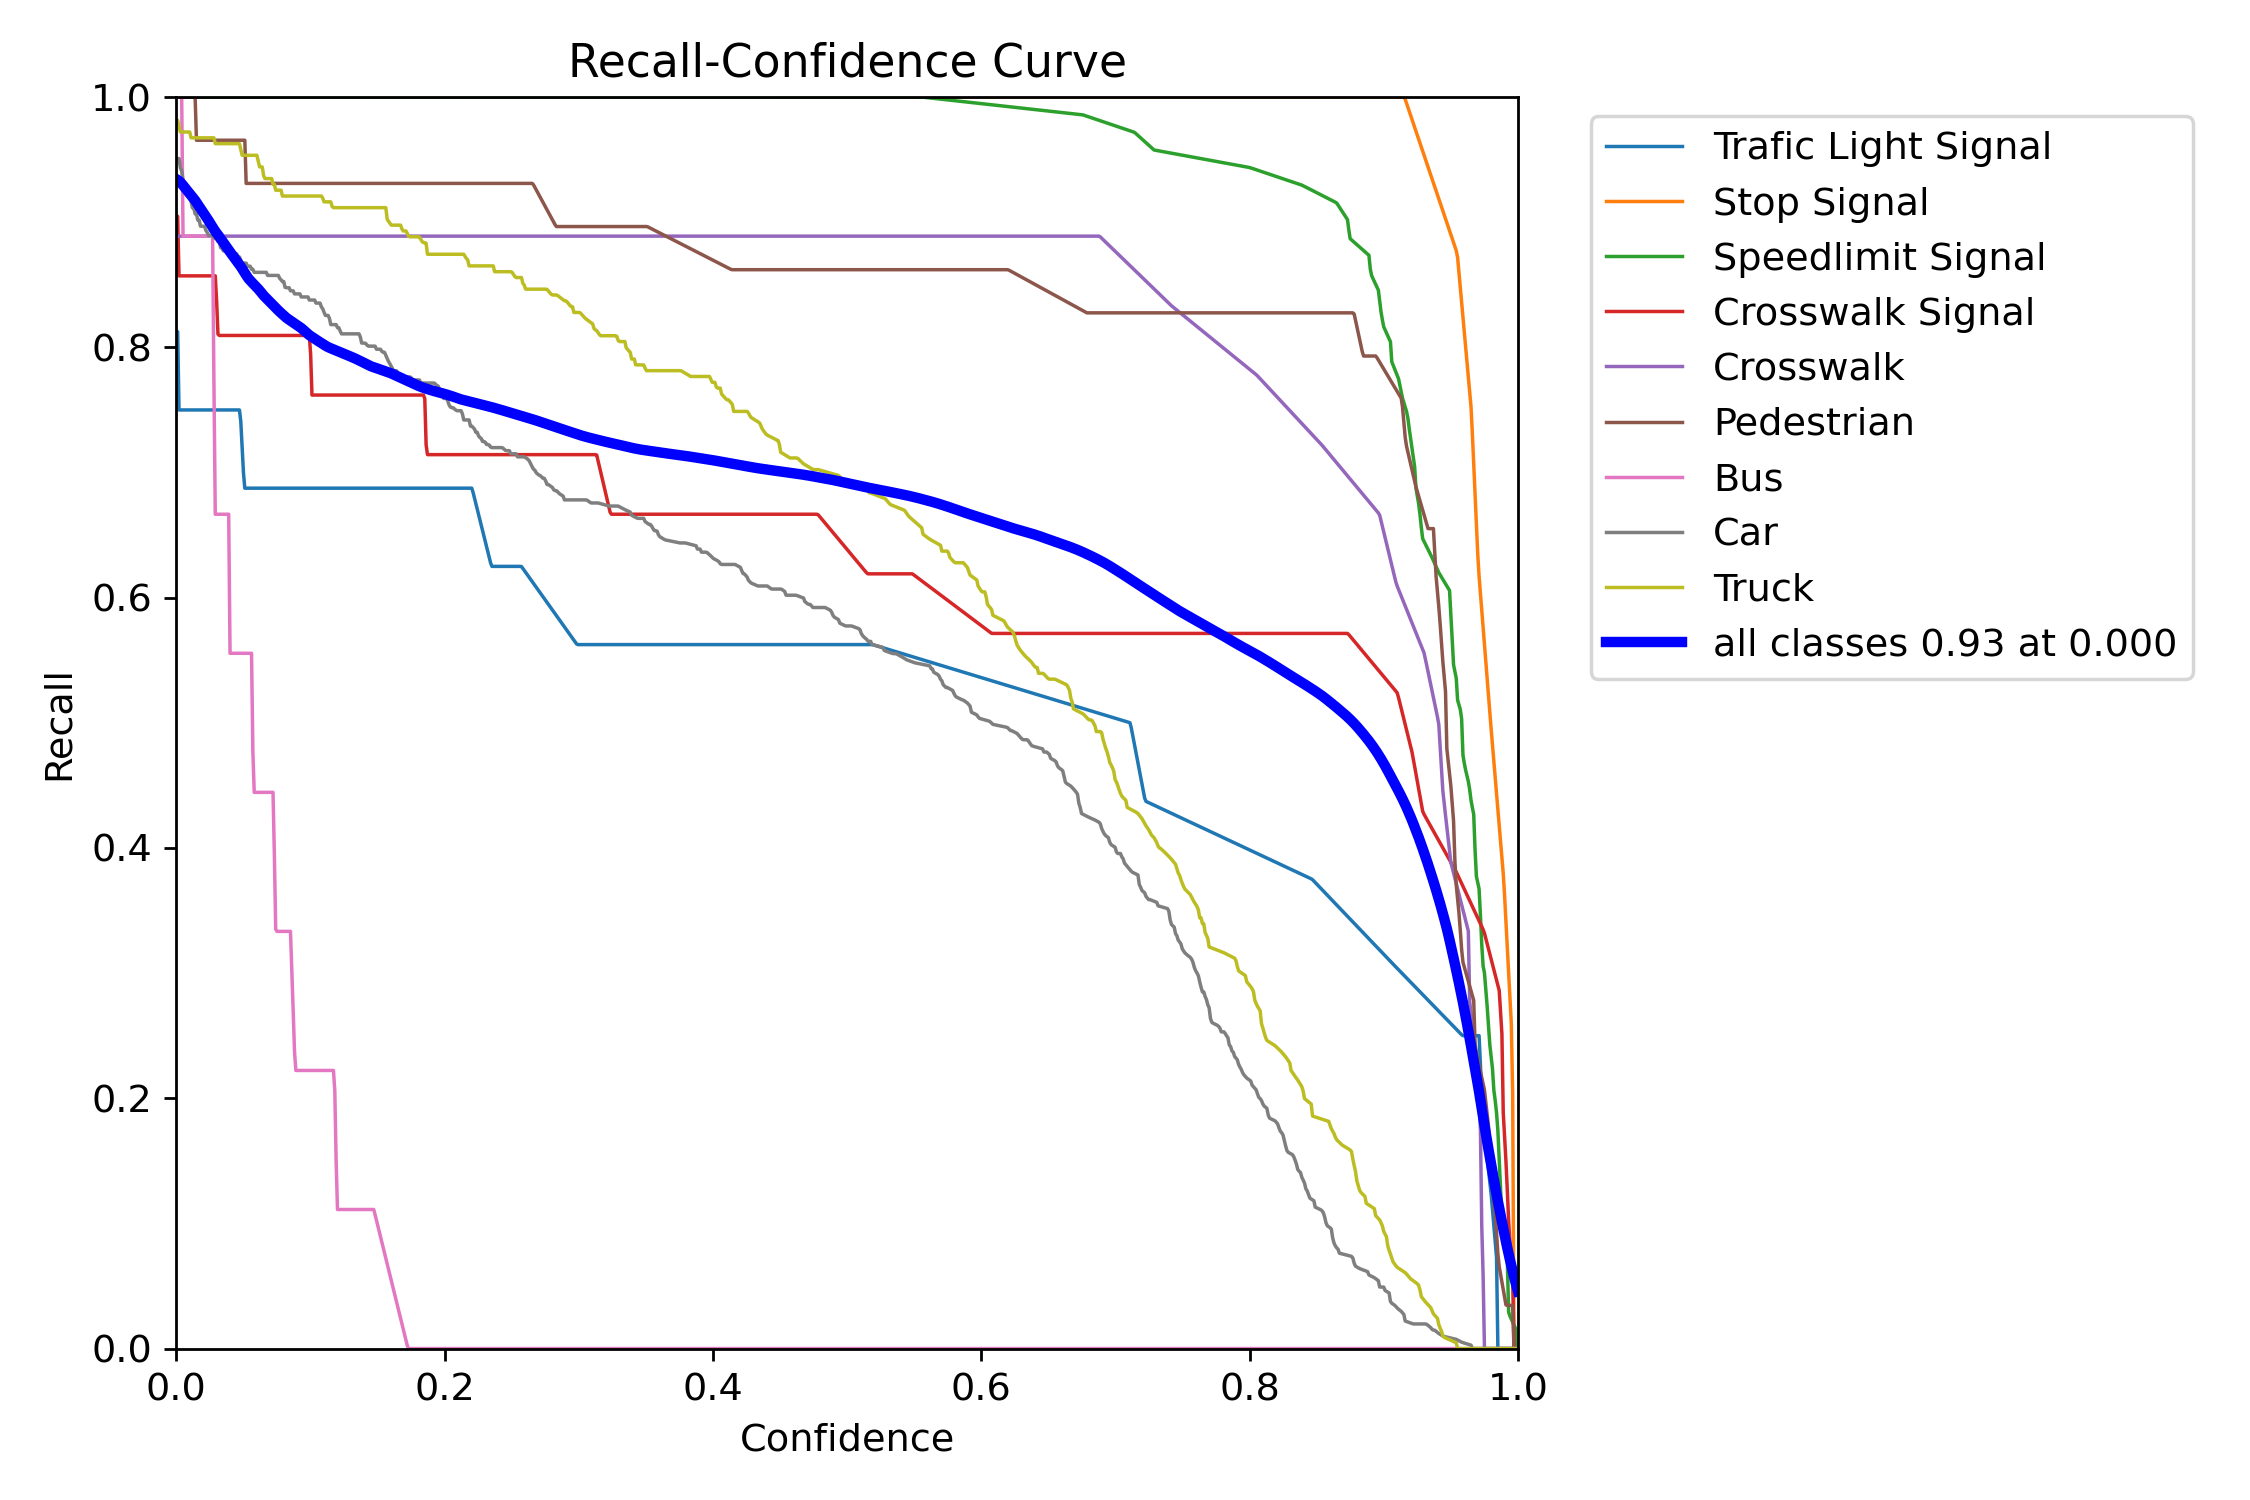 Recall-Confidence Curve
1.0
0.8
0.6
0.4
0.2
0.0
Recall
0.0 0.2 0.4 0.6 0.8 1.0
Confidence
Trafic Light Signal
Stop Signal
Speedlimit Signal
Crosswalk Signal
Crosswalk
Pedestrian
Bus
Car
Truck
all classes 0.93 at 0.000